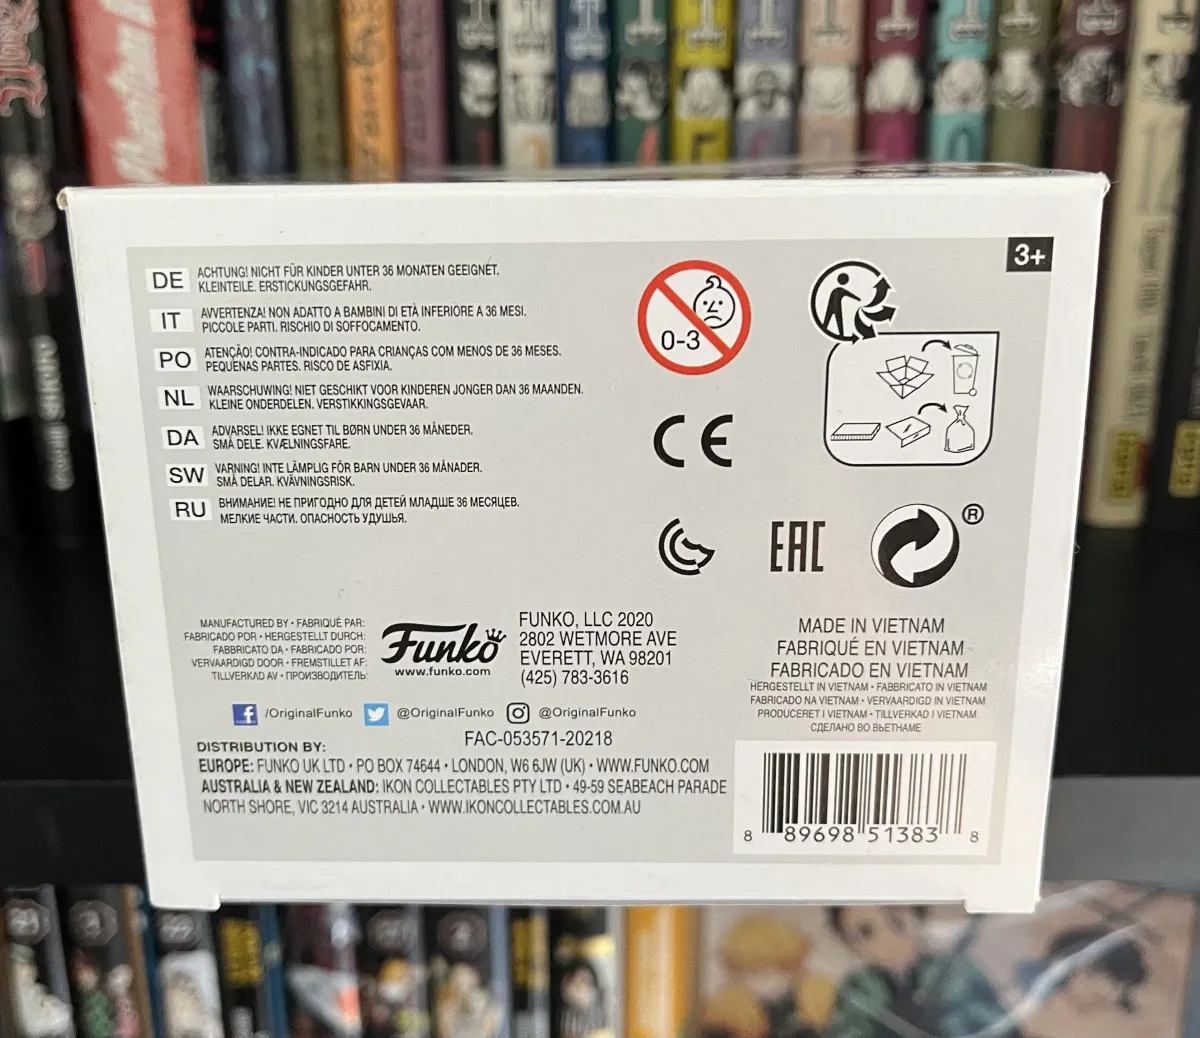 3+
DE
ACHTUNG! NICHT FÜR KINDER UNTER 36 MONATEN GEEIGNET.
KLEINTEILE. ERSTICKUNGSGEFAHR.
IT
AVVERTENZA! NON ADATTO A BAMBINI DI ETÀ INFERIORE A 36 MESI.
PICCOLE PARTI. RISCHIO DI SOFFOCAMENTO.
PO
ATENÇÃO! CONTRA-INDICADO PARA CRIANÇAS COM MENOS DE 36 MESES.
PEQUENAS PARTES. RISCO DE ASFIXIA.
NL
WAARSCHUWING! NIET GESCHIKT VOOR KINDEREN JONGER DAN 36 MAANDEN.
KLEINE ONDERDELEN. VERSTIKKINGSGEVAAR.
DA
ADVARSEL! IKKE EGNET TIL BØRN UNDER 36 MÅNEDER.
SMÅ DELE. KVÆLNINGSFARE.
SW
VARNING! INTE LÄMPLIG FÖR BARN UNDER 36 MÅNADER.
SMÅ DELAR. KVÄVNINGSRISK.
RU
ВНИМАНИЕ! НЕ ПРИГОДНО ДЛЯ ДЕТЕЙ МЛАДШЕ 36 МЕСЯЦЕВ.
МЕЛКИЕ ЧАСТИ. ОПАСНОСТЬ УДУШЬЯ.
0-3
CE
EAC
®
MANUFACTURED BY • FABRIQUÉ PAR:
FABRICADO POR • HERGESTELLT DURCH:
FABBRICATO DA • FABRICADO POR:
VERVAARDIGD DOOR • FREMSTILLET AF:
TILLVERKAD AV • ПРОИЗВОДИТЕЛЬ:
Funko
www.funko.com
FUNKO, LLC 2020
2802 WETMORE AVE
EVERETT, WA 98201
(425) 783-3616
/OriginalFunko @OriginalFunko @OriginalFunko
FAC-053571-20218
DISTRIBUTION BY:
EUROPE: FUNKO UK LTD • PO BOX 74644 • LONDON, W6 6JW (UK) • WWW.FUNKO.COM
AUSTRALIA & NEW ZEALAND: IKON COLLECTABLES PTY LTD • 49-59 SEABEACH PARADE
NORTH SHORE, VIC 3214 AUSTRALIA • WWW.IKONCOLLECTABLES.COM.AU
MADE IN VIETNAM
FABRIQUÉ EN VIETNAM
FABRICADO EN VIETNAM
HERGESTELLT IN VIETNAM • FABBRICATO IN VIETNAM
FABRICADO NA VIETNAM • VERVAARDIGD IN VIETNAM
PRODUCERET I VIETNAM • TILLVERKAD I VIETNAM
СДЕЛАНО ВО ВЬЕТНАМЕ
8 89698 51383 8